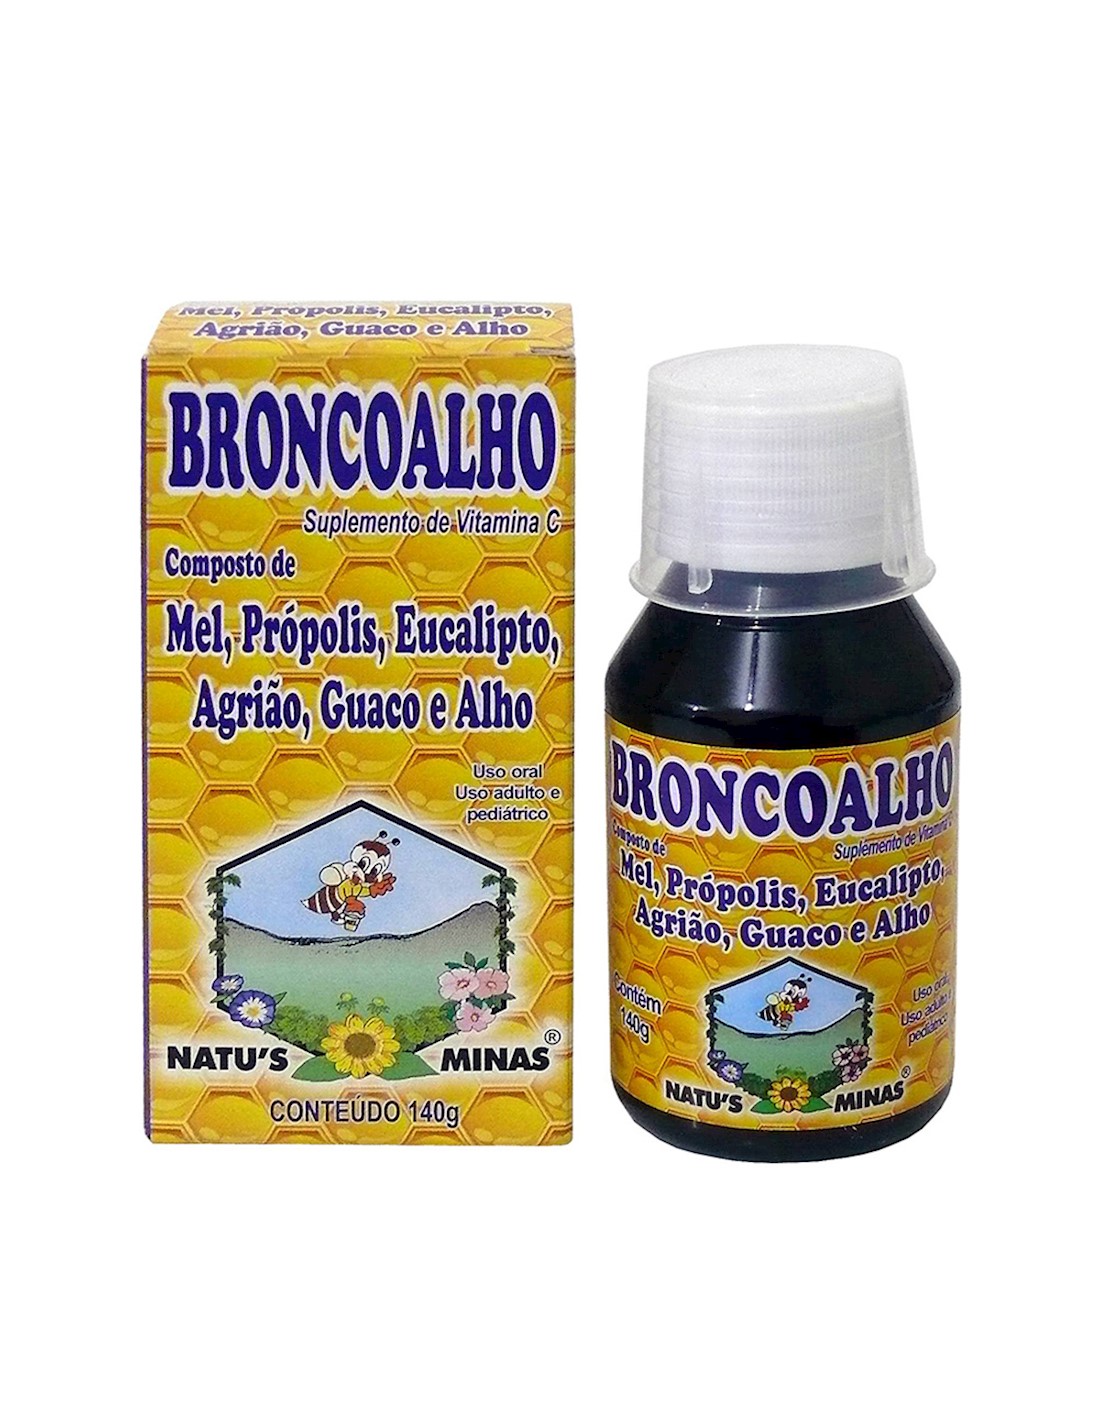 Mel, Própolis, Eucalipto,
Agrião, Guaco e Alho
BRONCOALHO
Suplemento de Vitamina C
Composto de
Mel, Própolis, Eucalipto,
Agrião, Guaco e Alho
Uso oral
Uso adulto e
pediátrico
NATU'S MINAS®
CONTEÚDO 140g
BRONCOALHO
Composto de
Suplemento de Vitamina
Mel, Própolis, Eucalipto,
Agrião, Guaco e Alho
Contém
140g
Uso oral
Uso adulto e
pediátrico
NATU'S MINAS®